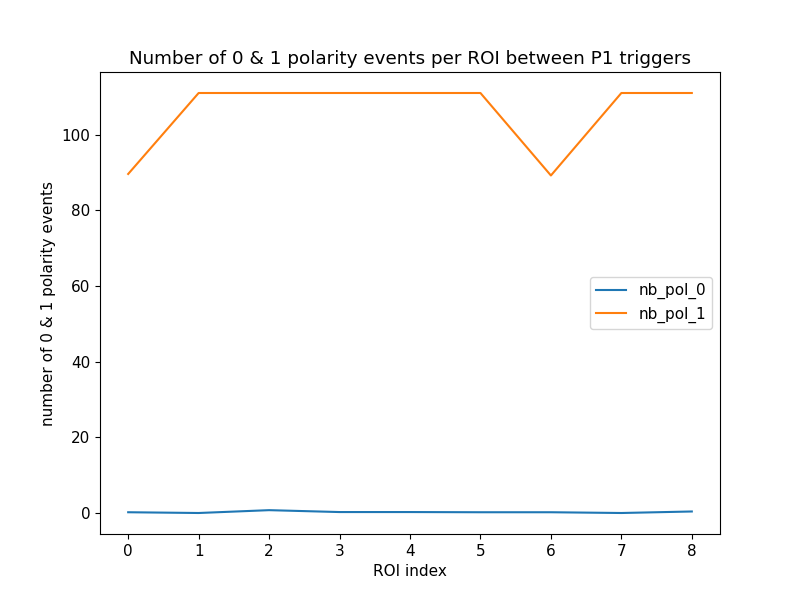 Number of 0 & 1 polarity events per ROI between P1 triggers
number of 0 & 1 polarity events
100
80
60
40
20
0
nb_pol_0
nb_pol_1
0 1 2 3 4 5 6 7 8
ROI index